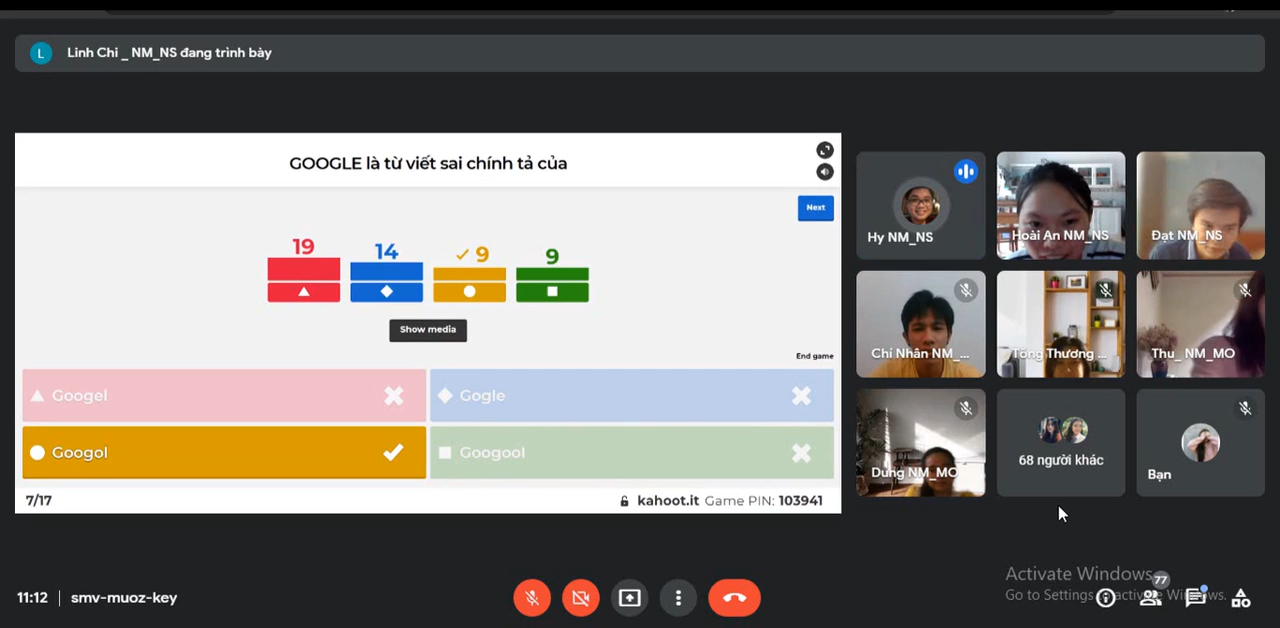 L Linh Chi _ NM_NS đang trình bày
GOOGLE là từ viết sai chính tả của
Next
19
14
9
9
Show media
End game
Googel
Gogle
Googol
Googool
7/17
kahoot.it Game PIN: 103941
Hy NM_NS
Hoài An NM_NS
Đạt NM_NS
Chí Nhân NM_...
Tống Thương ...
Thu_ NM_MO
Dung NM_MO
68 người khác
Bạn
Activate Windows
Go to Settings to activate Windows.
77
11:12 | smv-muoz-key